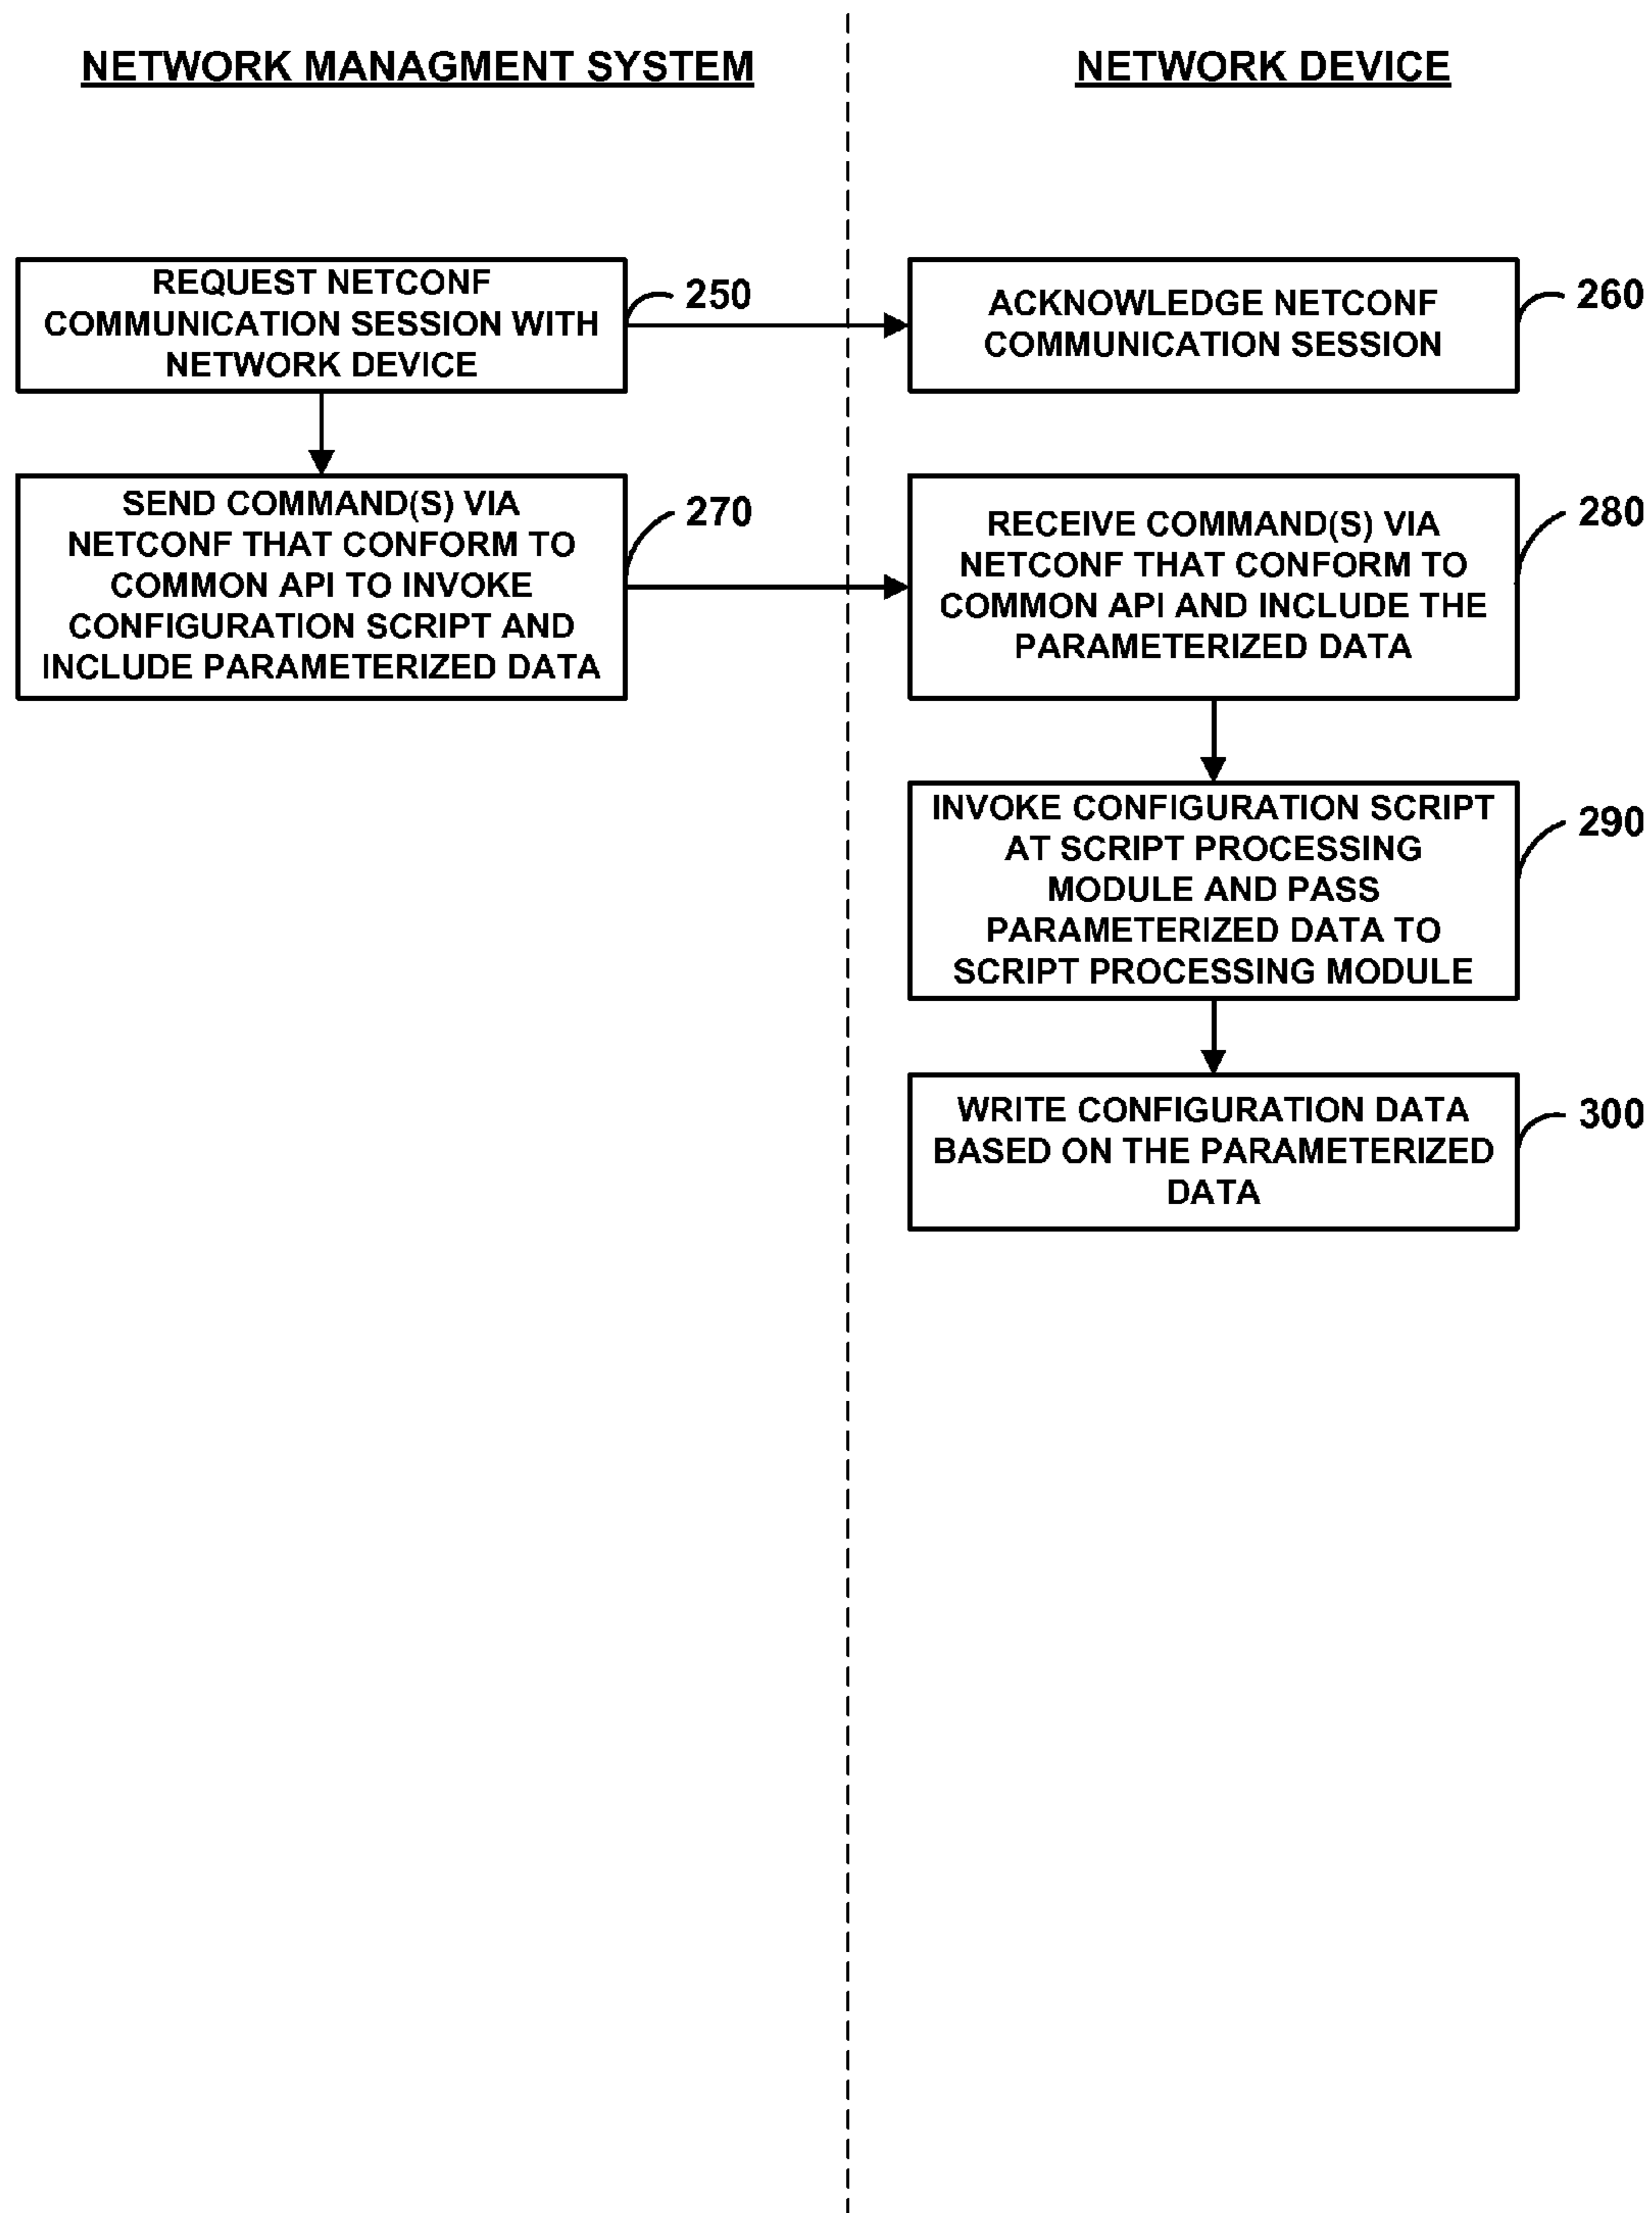 NETWORK MANAGMENT SYSTEM
NETWORK DEVICE
REQUEST NETCONF
COMMUNICATION SESSION WITH
NETWORK DEVICE
250
ACKNOWLEDGE NETCONF
COMMUNICATION SESSION
260
SEND COMMAND(S) VIA
NETCONF THAT CONFORM TO
COMMON API TO INVOKE
CONFIGURATION SCRIPT AND
INCLUDE PARAMETERIZED DATA
270
RECEIVE COMMAND(S) VIA
NETCONF THAT CONFORM TO
COMMON API AND INCLUDE THE
PARAMETERIZED DATA
280
INVOKE CONFIGURATION SCRIPT
AT SCRIPT PROCESSING
MODULE AND PASS
PARAMETERIZED DATA TO
SCRIPT PROCESSING MODULE
290
WRITE CONFIGURATION DATA
BASED ON THE PARAMETERIZED
DATA
300